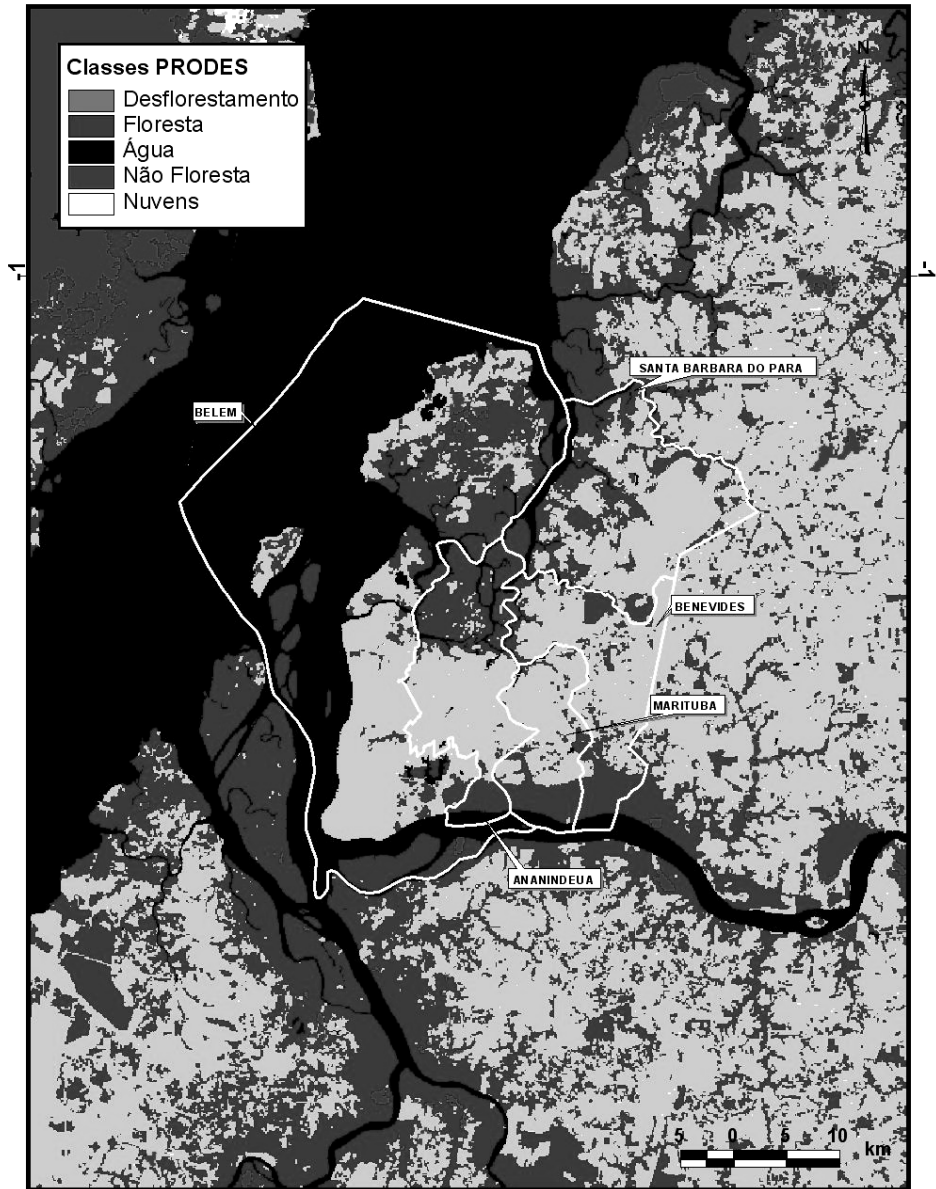 Classes PRODES
Desflorestamento
Floresta
Água
Não Floresta
Nuvens
N
-1
-1
SANTA BARBARA DO PARA
BELEM
BENEVIDES
MARITUBA
ANANINDEUA
5 0 5 10
km